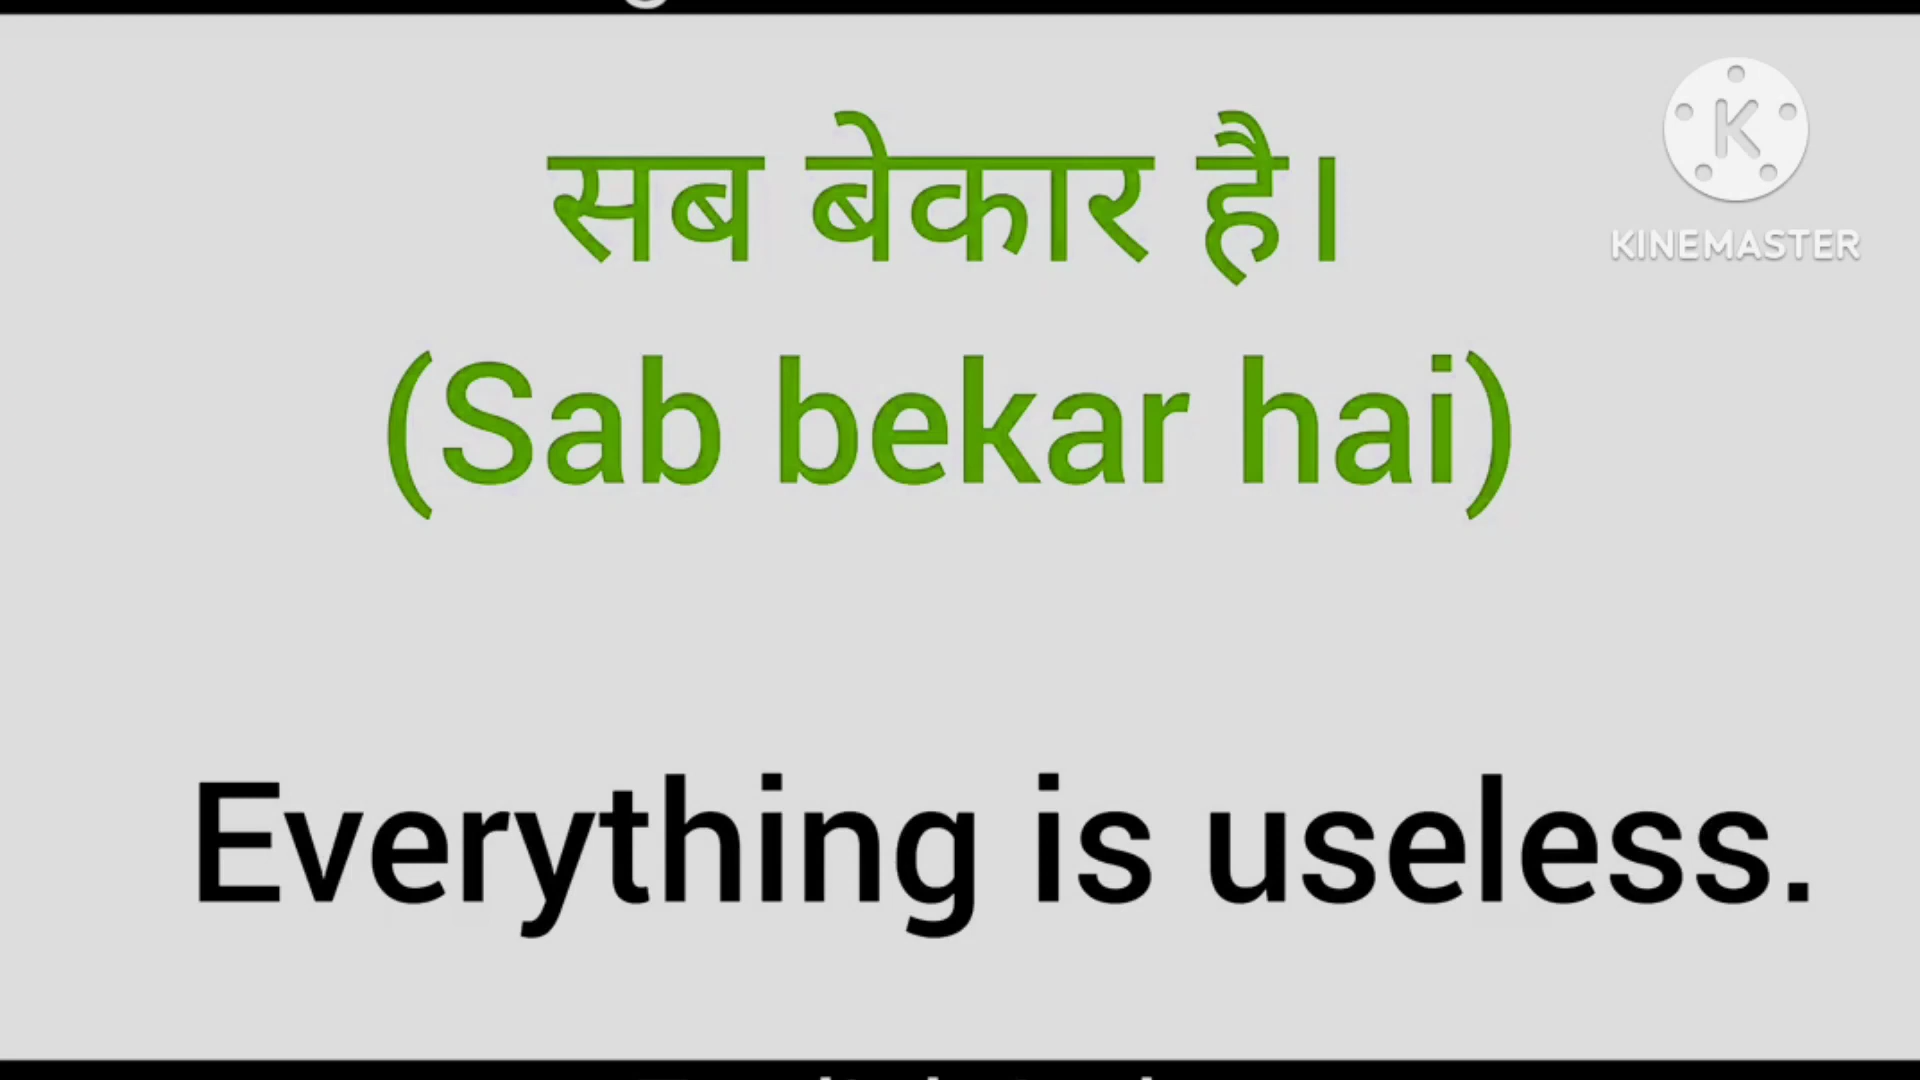 सब बेकार है।
(Sab bekar hai)
Everything is useless.
K
KINEMASTER